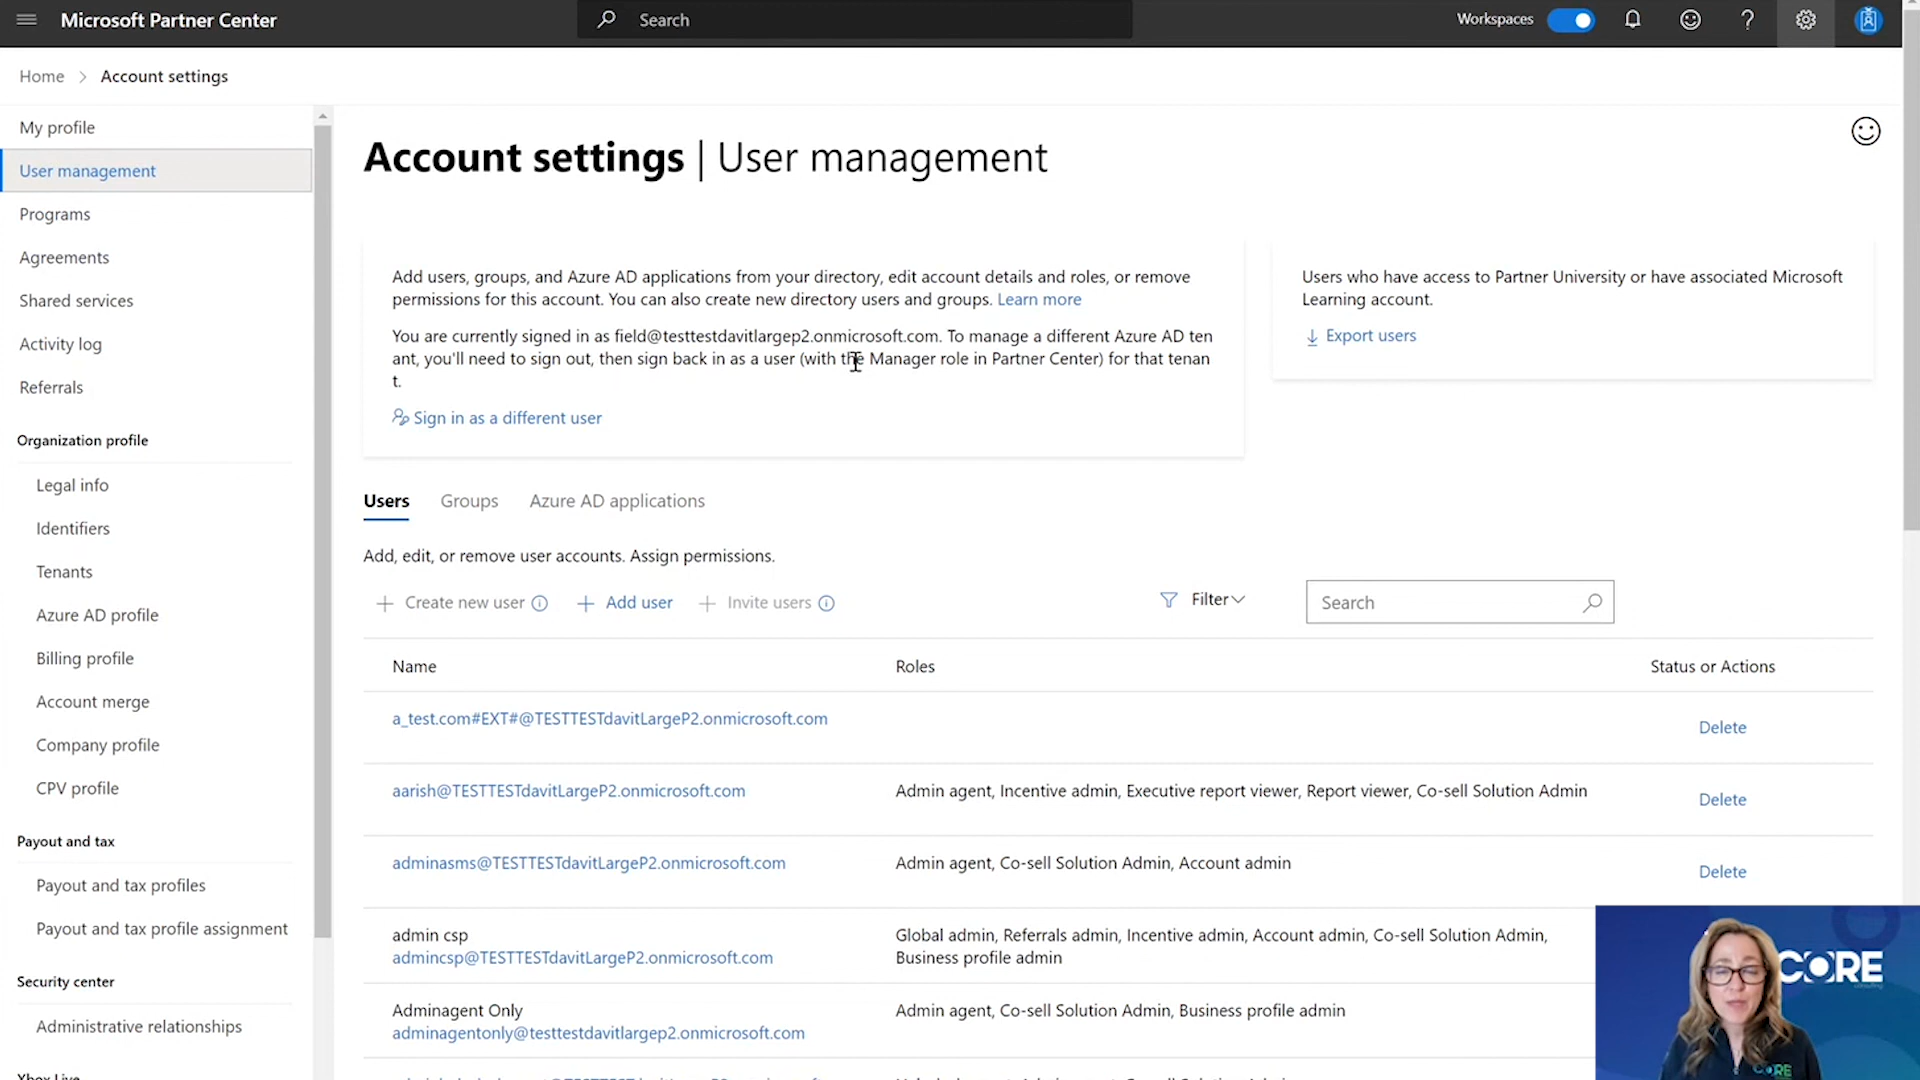 Microsoft Partner Center
Search
Workspaces
Home > Account settings
My profile
User management
Programs
Agreements
Shared services
Activity log
Referrals
Organization profile
Legal info
Identifiers
Tenants
Azure AD profile
Billing profile
Account merge
Company profile
CPV profile
Payout and tax
Payout and tax profiles
Payout and tax profile assignment
Security center
Administrative relationships
Xbox Live
Account settings | User management
Add users, groups, and Azure AD applications from your directory, edit account details and roles, or remove
permissions for this account. You can also create new directory users and groups. Learn more
You are currently signed in as field@testtestdavitlargep2.onmicrosoft.com. To manage a different Azure AD ten
ant, you'll need to sign out, then sign back in as a user (with the Manager role in Partner Center) for that tenan
t.
Sign in as a different user
Users who have access to Partner University or have associated Microsoft
Learning account.
Export users
Users Groups Azure AD applications
Add, edit, or remove user accounts. Assign permissions.
+ Create new user + Add user + Invite users Filter Search
Name Roles Status or Actions
a_test.com#EXT#@TESTTESTdavitLargeP2.onmicrosoft.com Delete
aarish@TESTTESTdavitLargeP2.onmicrosoft.com Admin agent, Incentive admin, Executive report viewer, Report viewer, Co-sell Solution Admin Delete
adminasms@TESTTESTdavitLargeP2.onmicrosoft.com Admin agent, Co-sell Solution Admin, Account admin Delete
admin csp Global admin, Referrals admin, Incentive admin, Account admin, Co-sell Solution Admin,
admincsp@TESTTESTdavitLargeP2.onmicrosoft.com Business profile admin
Adminagent Only Admin agent, Co-sell Solution Admin, Business profile admin
adminagentonly@testtestdavitlargep2.onmicrosoft.com
CORE
CORE